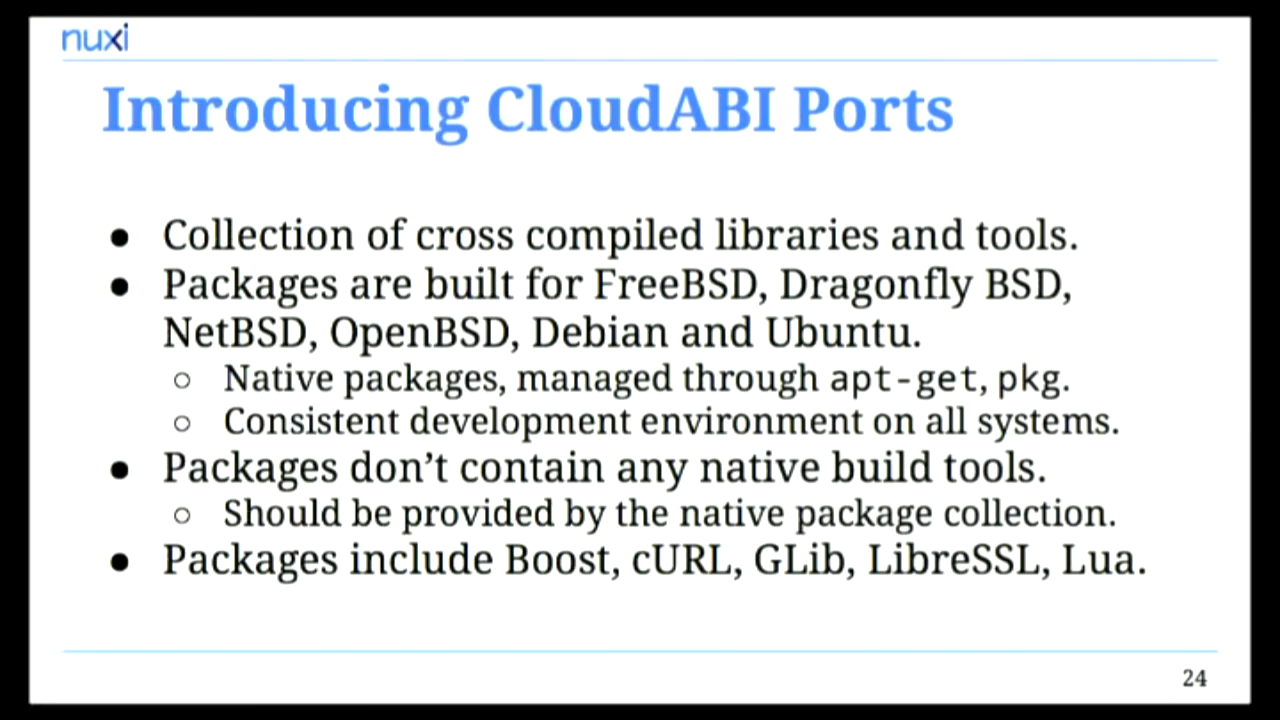 nuxi
Introducing CloudABI Ports
● Collection of cross compiled libraries and tools.
● Packages are built for FreeBSD, Dragonfly BSD,
NetBSD, OpenBSD, Debian and Ubuntu.
○ Native packages, managed through apt-get, pkg.
○ Consistent development environment on all systems.
● Packages don’t contain any native build tools.
○ Should be provided by the native package collection.
● Packages include Boost, cURL, GLib, LibreSSL, Lua.
24